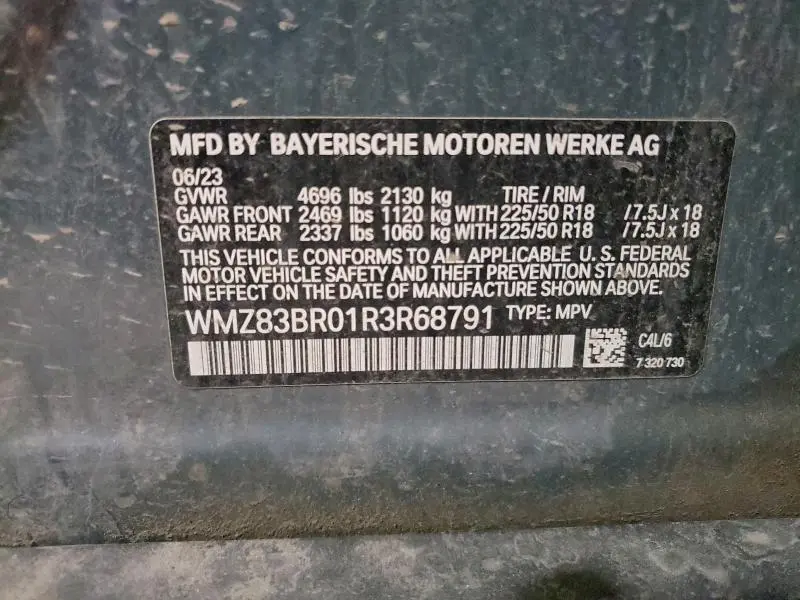 MFD BY BAYERISCHE MOTOREN WERKE AG
06/23
GVWR 4696 lbs 2130 kg TIRE / RIM
GAWR FRONT 2469 lbs 1120 kg WITH 225/50 R18 /7.5J x 18
GAWR REAR 2337 lbs 1060 kg WITH 225/50 R18 /7.5J x 18
THIS VEHICLE CONFORMS TO ALL APPLICABLE U. S. FEDERAL
MOTOR VEHICLE SAFETY AND THEFT PREVENTION STANDARDS
IN EFFECT ON THE DATE OF MANUFACTURE SHOWN ABOVE.
WMZ83BR01R3R68791 TYPE: MPV
C4L/6
7 320 730